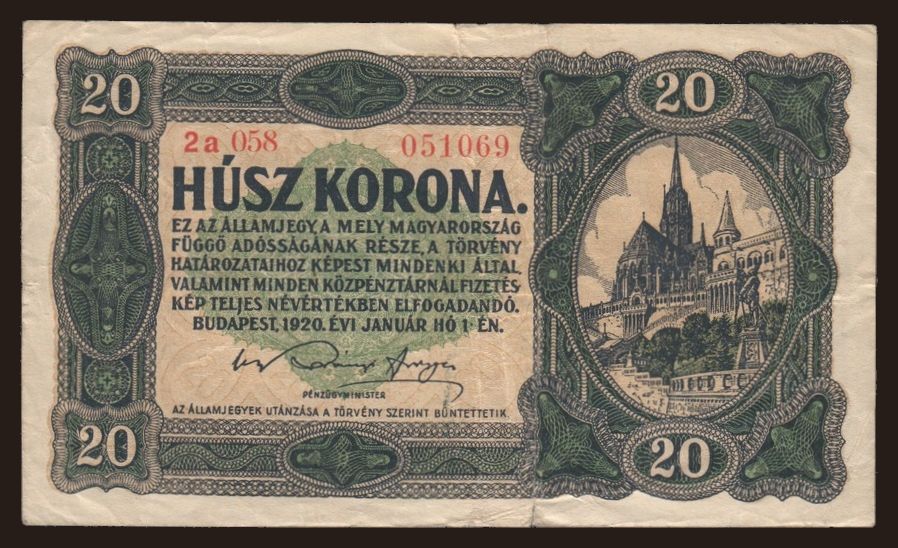 20 20
2a 058 051069
HÚSZ KORONA.
EZ AZ ÁLLAMJEGY, A MELY MAGYARORSZÁG
FÜGGŐ ADÓSSÁGÁNAK RÉSZE, A TÖRVÉNY
HATÁROZATAIHOZ KÉPEST MINDENKI ÁLTAL,
VALAMINT MINDEN KÖZPÉNZTÁRNÁL FIZETÉS-
KÉP TELJES NÉVÉRTÉKBEN ELFOGADANDÓ.
BUDAPEST, 1920. ÉVI JANUÁR HÓ 1-ÉN.
PÉNZÜGYMINISTER
AZ ÁLLAMJEGYEK UTÁNZÁSA A TÖRVÉNY SZERINT BÜNTETTETIK.
20 20